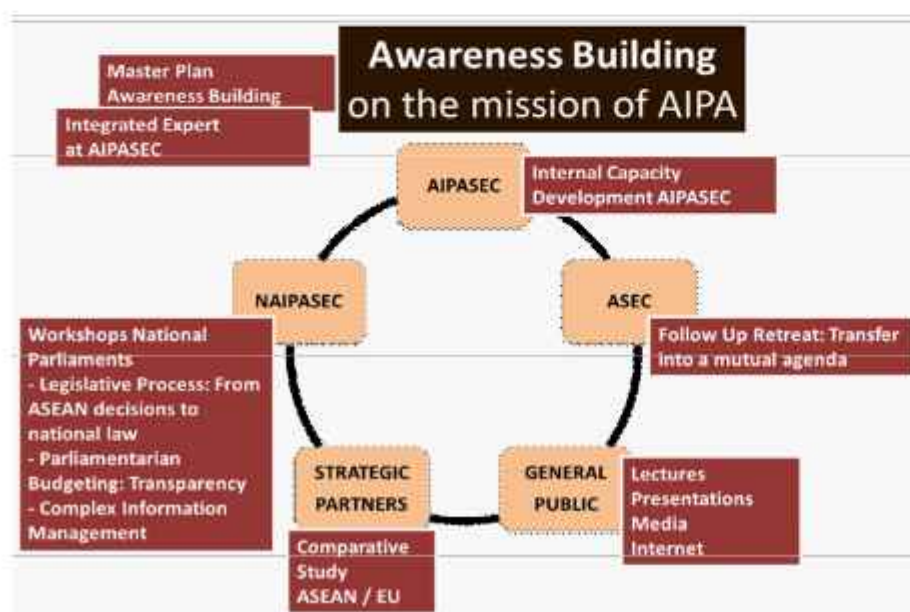 Awareness Building
on the mission of AIPA
Master Plan
Awareness Building
Integrated Expert
at AIPASEC
AIPASEC
Internal Capacity
Development AIPASEC
NAIPASEC
ASEC
Workshops National
Parliaments
- Legislative Process: From
ASEAN decisions to
national law
- Parliamentarian
Budgeting: Transparency
- Complex Information
Management
Follow Up Retreat: Transfer
into a mutual agenda
STRATEGIC
PARTNERS
GENERAL
PUBLIC
Lectures
Presentations
Media
Internet
Comparative
Study
ASEAN / EU